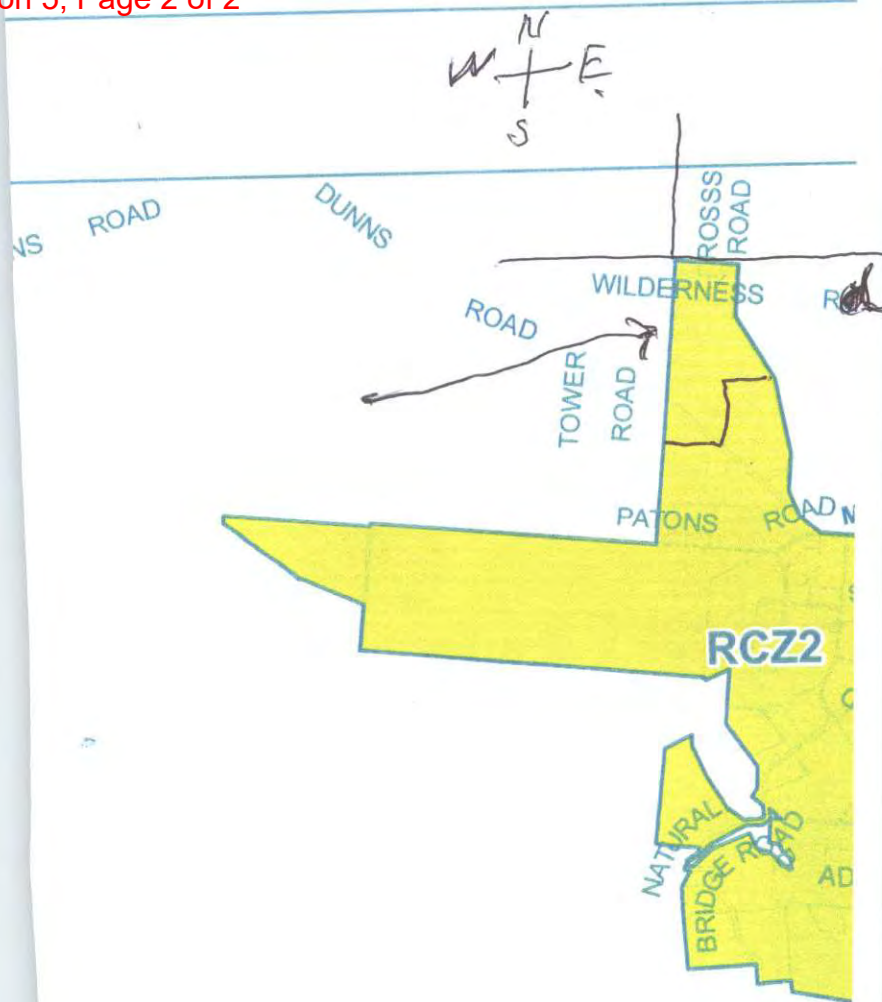 on 5, Page 2 of 2
N
W E
S
ROSSS
ROAD
DUNNS
ROAD
NS
WILDERNESS
ROAD
TOWER
ROAD
PATONS ROAD
RCZ2
NATURAL
BRIDGE ROAD
AD